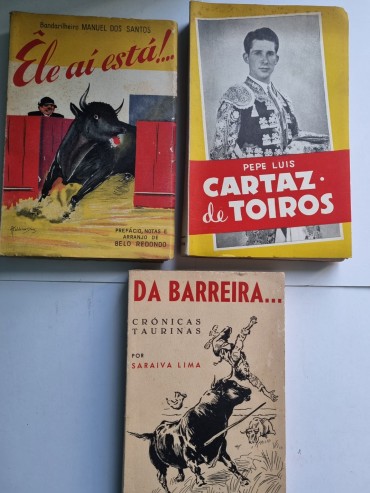 Bandarilheiro MANUEL DOS SANTOS
Êle aí está!...
PREFÁCIO, NOTAS E
ARRANJO DE
BELO REDONDO
PEPE LUIS
CARTAZ·
de TOIROS
DA BARREIRA...
CRÓNICAS
TAURINAS
POR
SARAIVA LIMA